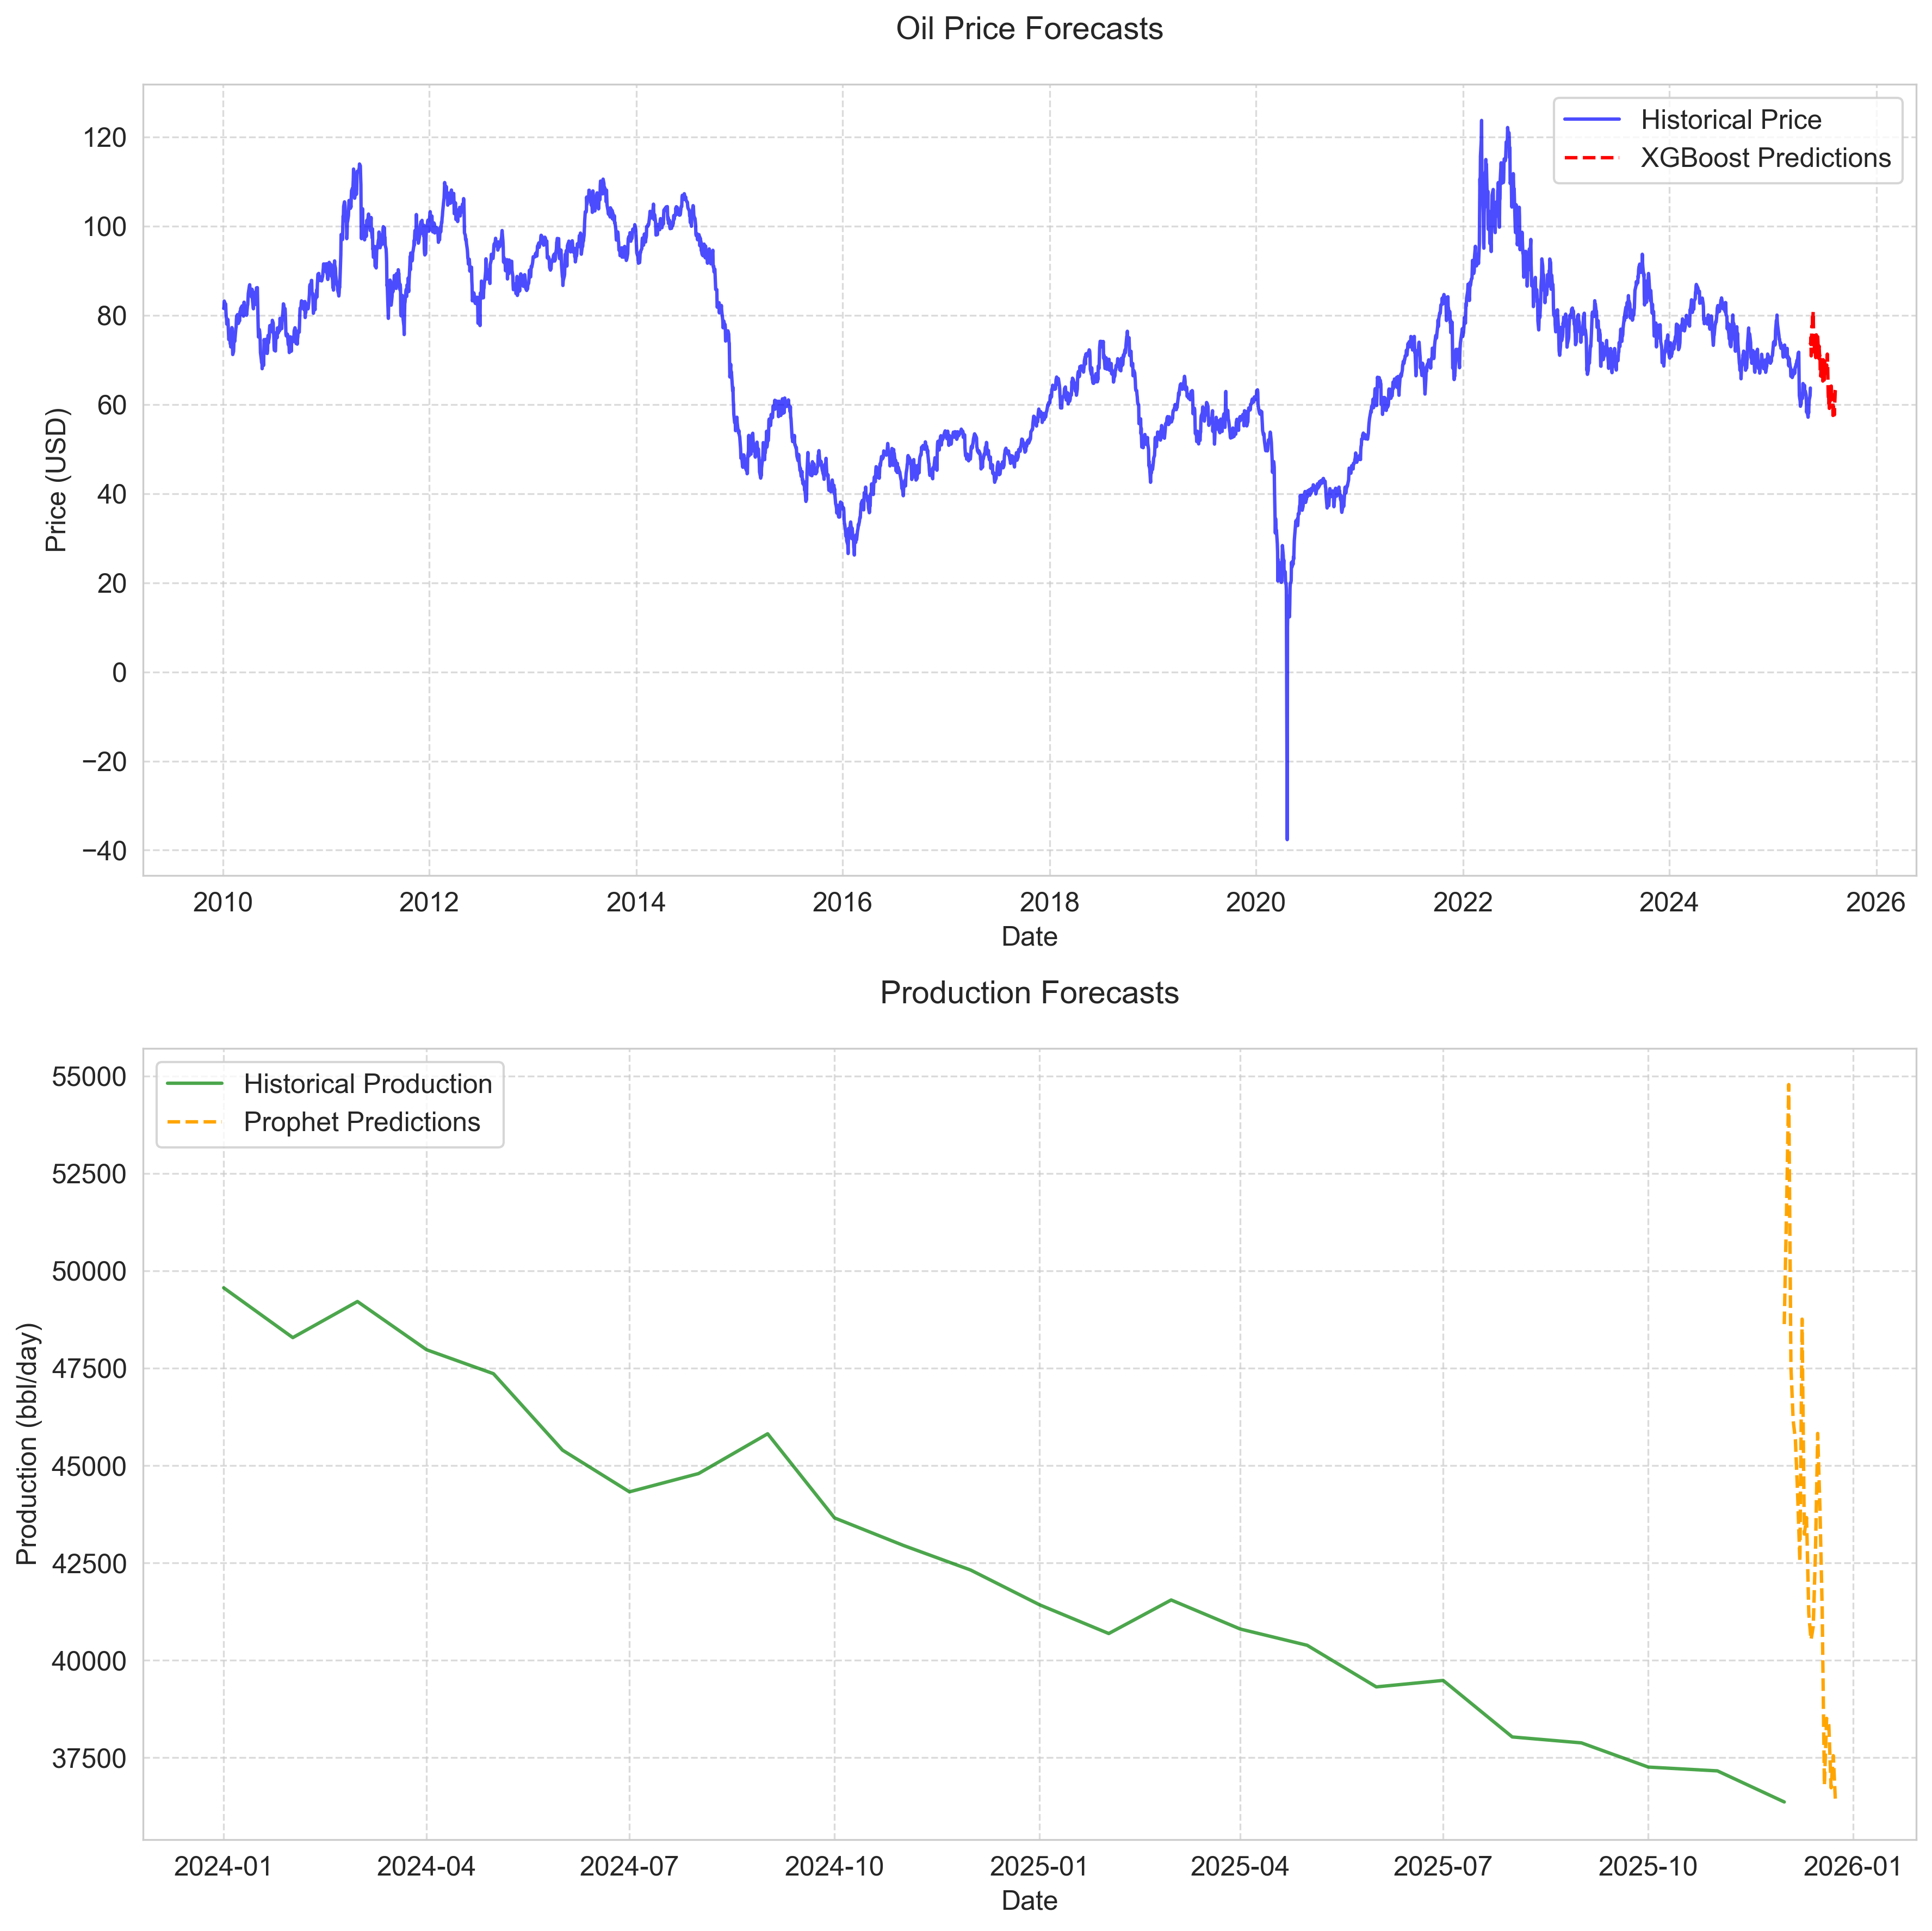 Oil Price Forecasts
Historical Price
XGBoost Predictions
Price (USD)
120
100
80
60
40
20
0
−20
−40
2010 2012 2014 2016 2018 2020 2022 2024 2026
Date
Production Forecasts
Historical Production
Prophet Predictions
Production (bbl/day)
55000
52500
50000
47500
45000
42500
40000
37500
2024-01 2024-04 2024-07 2024-10 2025-01 2025-04 2025-07 2025-10 2026-01
Date